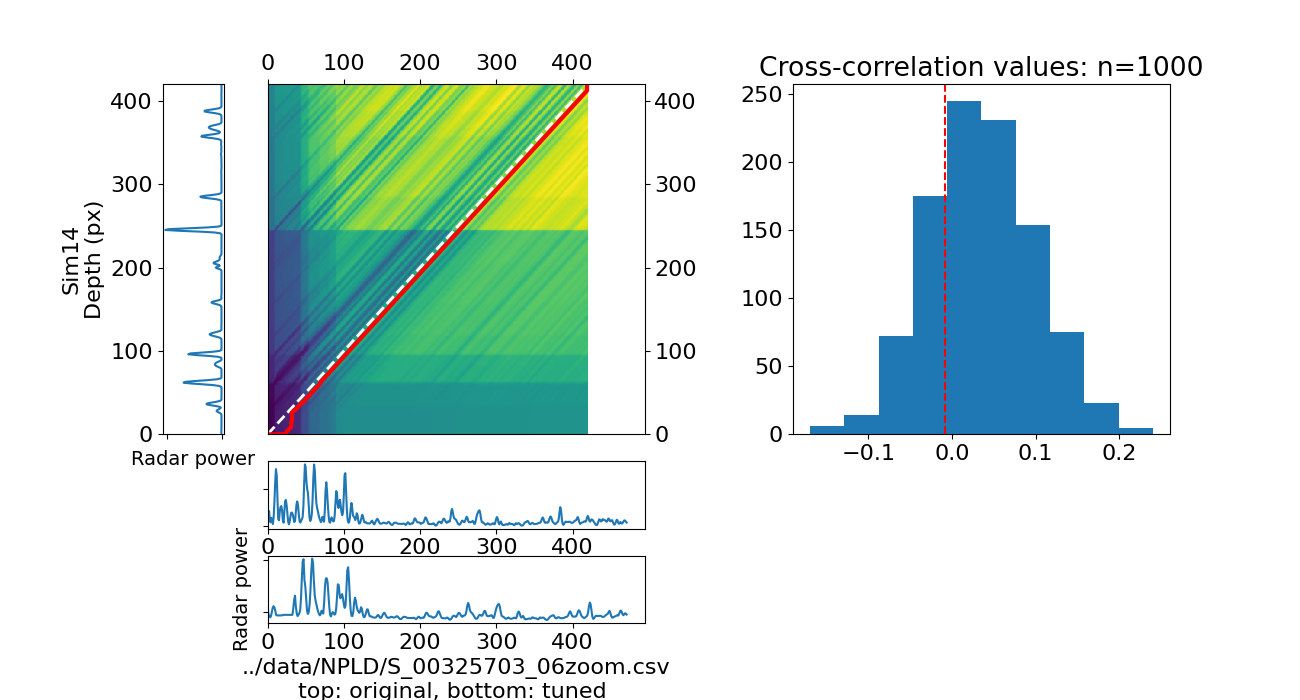 0 100 200 300 400
Cross-correlation values: n=1000
400
300
200
100
0
Sim14
Depth (px)
Radar power
400
300
200
100
0
250
200
150
100
50
0
−0.1 0.0 0.1 0.2
0 100 200 300 400
Radar power
0 100 200 300 400
../data/NPLD/S_00325703_06zoom.csv
top: original, bottom: tuned